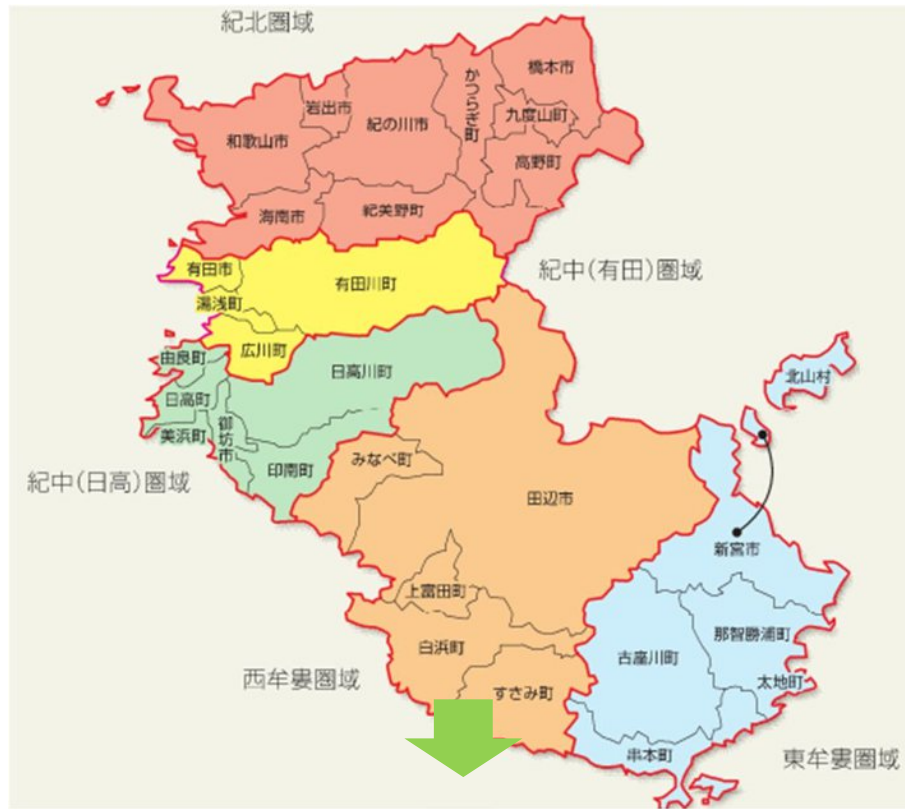 紀北圏域
橋本市
かつらぎ町
岩出市
紀の川市
九度山町
和歌山市
高野町
海南市
紀美野町
有田市
紀中(有田)圏域
有田川町
湯浅町
広川町
由良町
日高川町
北山村
日高町
御坊市
美浜町
みなべ町
印南町
紀中(日高)圏域
田辺市
新宮市
上富田町
那智勝浦町
白浜町
古座川町
西牟婁圏域
太地町
すさみ町
串本町
東牟婁圏域